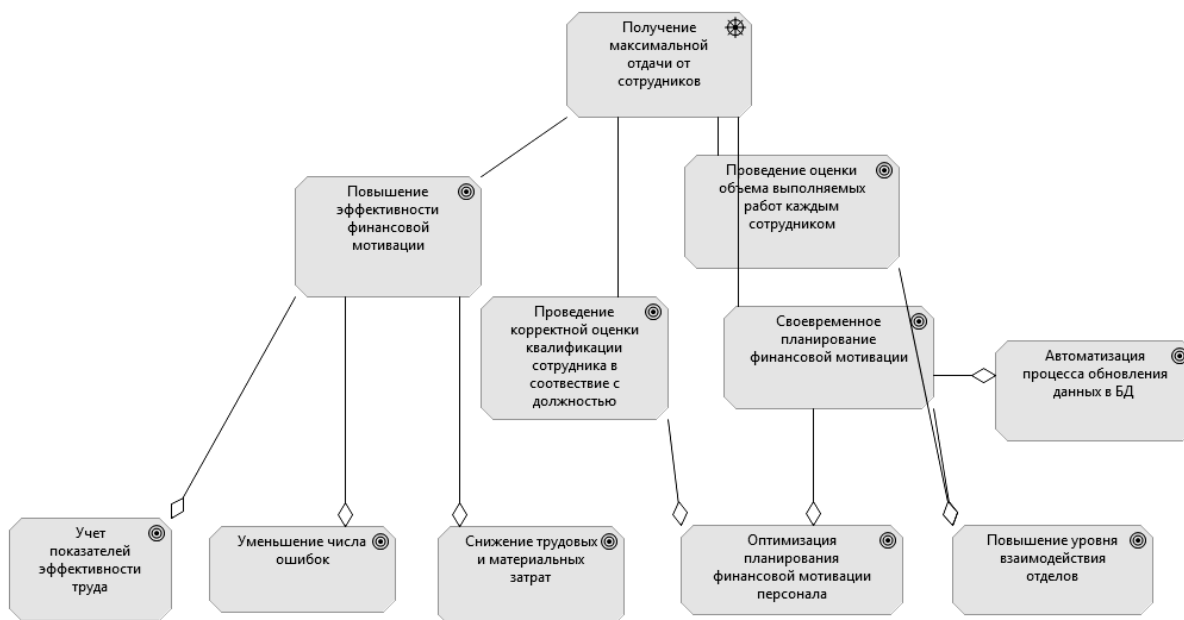 Получение
максимальной
отдачи от
сотрудников
Проведение оценки
объема выполняемых
работ каждым
сотрудником
Повышение
эффективности
финансовой
мотивации
Проведение
корректной оценки
квалификации
сотрудника в
соотвествие с
должностью
Своевременное
планирование
финансовой мотивации
Автоматизация
процесса обновления
данных в БД
Учет
показателей
эффективности
труда
Уменьшение числа
ошибок
Снижение трудовых
и материальных
затрат
Оптимизация
планирования
финансовой мотивации
персонала
Повышение уровня
взаимодействия
отделов